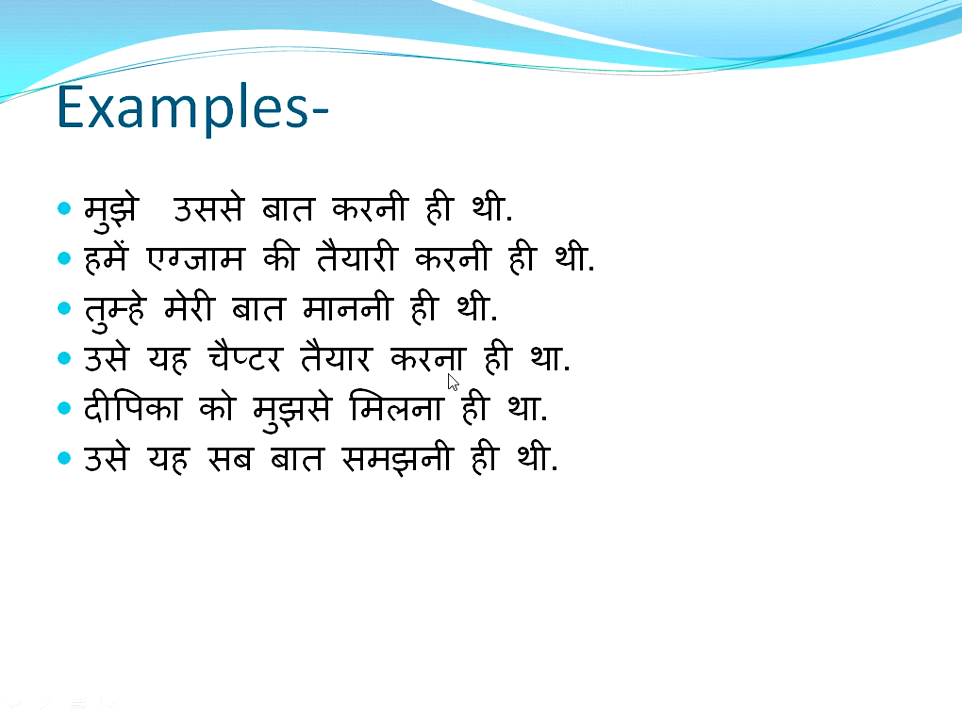 Examples-
मुझे उससे बात करनी ही थी.
हमें एग्जाम की तैयारी करनी ही थी.
तुम्हे मेरी बात माननी ही थी.
उसे यह चैप्टर तैयार करना ही था.
दीपिका को मुझसे मिलना ही था.
उसे यह सब बात समझनी ही थी.